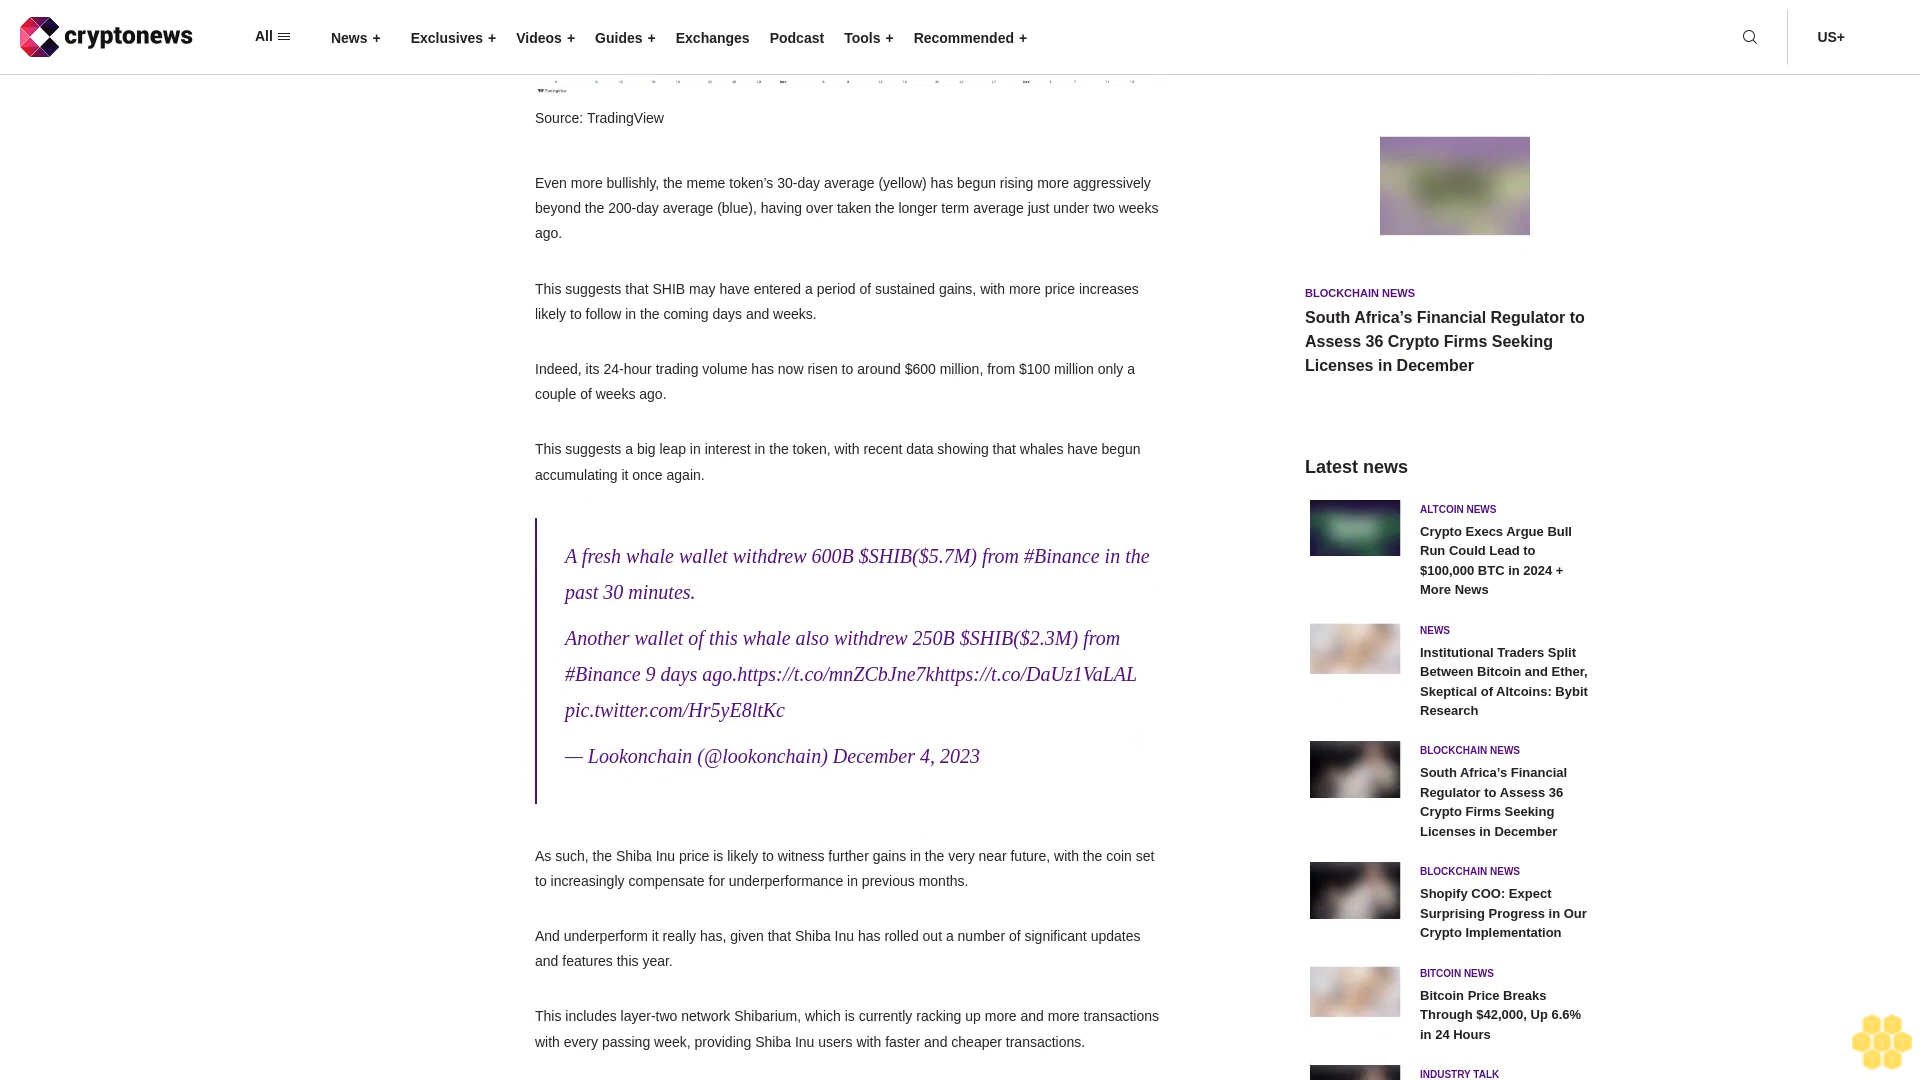 cryptonews
All
News +
Exclusives +
Videos +
Guides +
Exchanges
Podcast
Tools +
Recommended +
US+
TradingView
Source: TradingView
Even more bullishly, the meme token’s 30-day average (yellow) has begun rising more aggressively
beyond the 200-day average (blue), having over taken the longer term average just under two weeks
ago.
This suggests that SHIB may have entered a period of sustained gains, with more price increases
likely to follow in the coming days and weeks.
Indeed, its 24-hour trading volume has now risen to around $600 million, from $100 million only a
couple of weeks ago.
This suggests a big leap in interest in the token, with recent data showing that whales have begun
accumulating it once again.
A fresh whale wallet withdrew 600B $SHIB($5.7M) from #Binance in the
past 30 minutes.
Another wallet of this whale also withdrew 250B $SHIB($2.3M) from
#Binance 9 days ago.https://t.co/mnZCbJne7khttps://t.co/DaUz1VaLAL
pic.twitter.com/Hr5yE8ltKc
— Lookonchain (@lookonchain) December 4, 2023
As such, the Shiba Inu price is likely to witness further gains in the very near future, with the coin set
to increasingly compensate for underperformance in previous months.
And underperform it really has, given that Shiba Inu has rolled out a number of significant updates
and features this year.
This includes layer-two network Shibarium, which is currently racking up more and more transactions
with every passing week, providing Shiba Inu users with faster and cheaper transactions.
BLOCKCHAIN NEWS
South Africa’s Financial Regulator to
Assess 36 Crypto Firms Seeking
Licenses in December
Latest news
ALTCOIN NEWS
Crypto Execs Argue Bull
Run Could Lead to
$100,000 BTC in 2024 +
More News
NEWS
Institutional Traders Split
Between Bitcoin and Ether,
Skeptical of Altcoins: Bybit
Research
BLOCKCHAIN NEWS
South Africa’s Financial
Regulator to Assess 36
Crypto Firms Seeking
Licenses in December
BLOCKCHAIN NEWS
Shopify COO: Expect
Surprising Progress in Our
Crypto Implementation
BITCOIN NEWS
Bitcoin Price Breaks
Through $42,000, Up 6.6%
in 24 Hours
INDUSTRY TALK